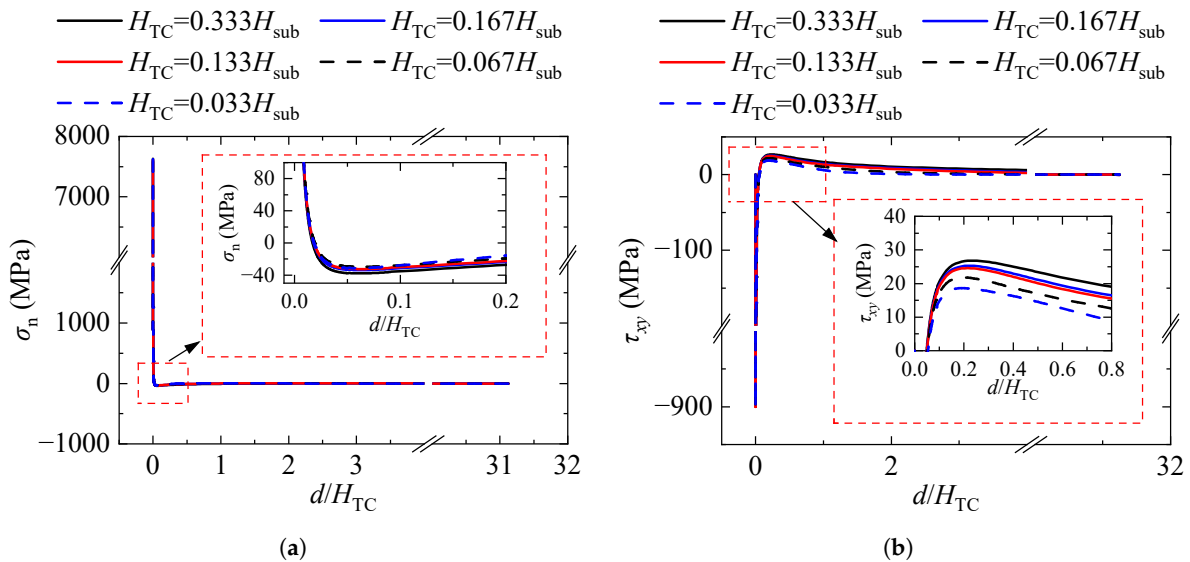 H_TC=0.333H_sub H_TC=0.167H_sub
H_TC=0.133H_sub H_TC=0.067H_sub
H_TC=0.033H_sub
8000
7500
1000
0
−1000
σ_n (MPa)
0 1 2 3 31 32
d/H_TC
80
40
0
−40
σ_n (MPa)
0.0 0.1 0.2
d/H_TC
(a)
H_TC=0.333H_sub H_TC=0.167H_sub
H_TC=0.133H_sub H_TC=0.067H_sub
H_TC=0.033H_sub
0
−100
−900
τ_xy (MPa)
0 2 32
d/H_TC
40
30
20
10
0
τ_xy (MPa)
0.0 0.2 0.4 0.6 0.8
d/H_TC
(b)